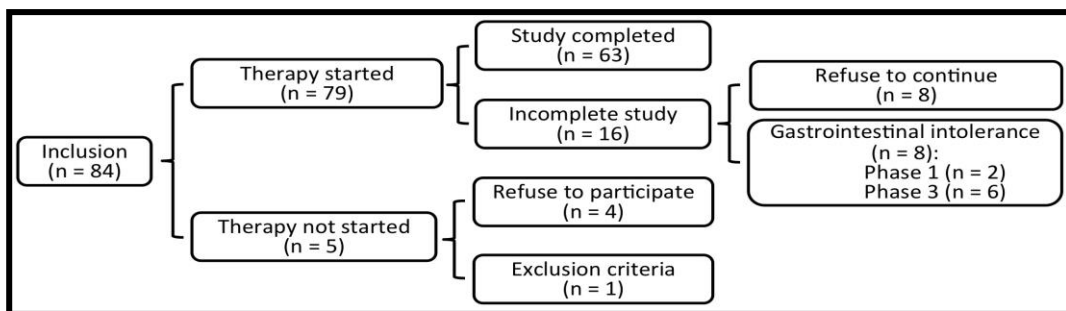 Inclusion
(n = 84)
Therapy started
(n = 79)
Study completed
(n = 63)
Incomplete study
(n = 16)
Refuse to continue
(n = 8)
Gastrointestinal intolerance
(n = 8):
Phase 1 (n = 2)
Phase 3 (n = 6)
Therapy not started
(n = 5)
Refuse to participate
(n = 4)
Exclusion criteria
(n = 1)